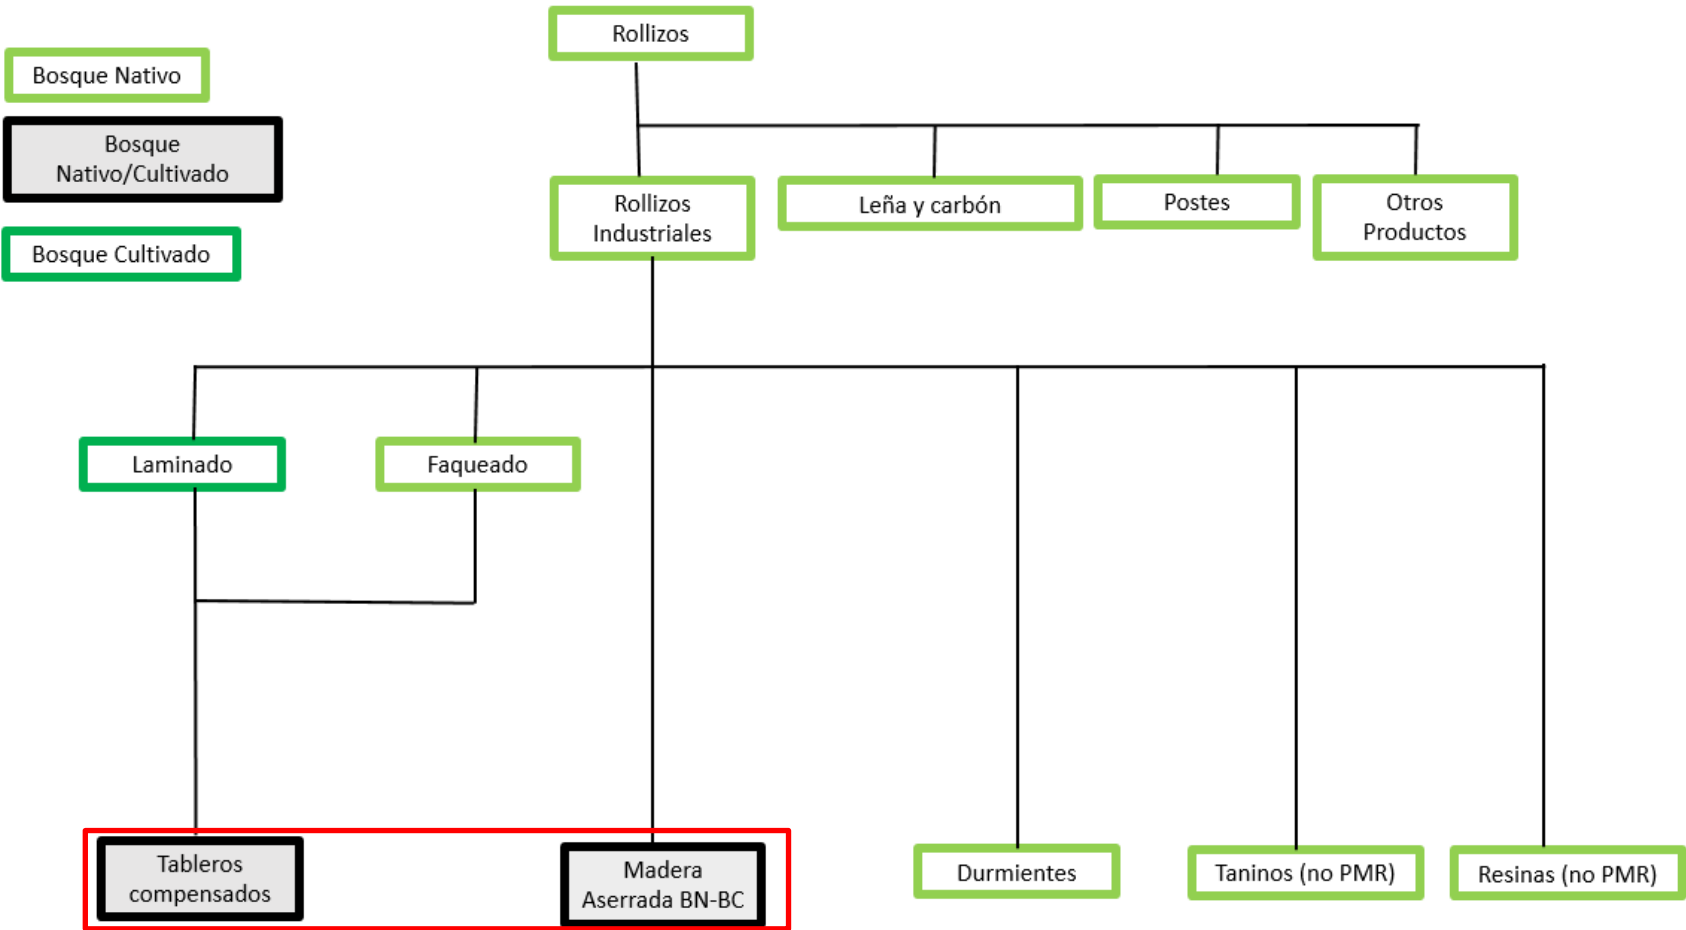 Rollizos
Bosque Nativo
Bosque
Nativo/Cultivado
Bosque Cultivado
Rollizos
Industriales
Leña y carbón
Postes
Otros
Productos
Laminado
Faqueado
Tableros
compensados
Madera
Aserrada BN-BC
Durmientes
Taninos (no PMR)
Resinas (no PMR)